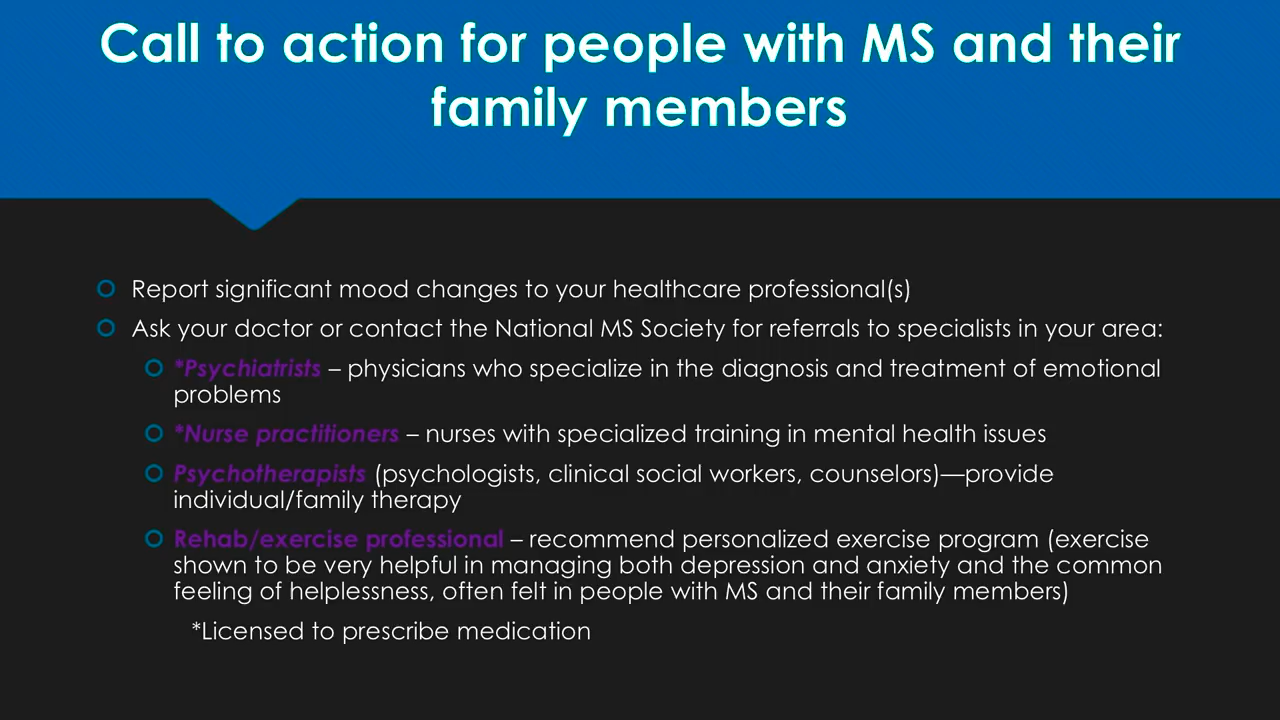 Call to action for people with MS and their
family members
Report significant mood changes to your healthcare professional(s)
Ask your doctor or contact the National MS Society for referrals to specialists in your area:
*Psychiatrists – physicians who specialize in the diagnosis and treatment of emotional
problems
*Nurse practitioners – nurses with specialized training in mental health issues
Psychotherapists (psychologists, clinical social workers, counselors)—provide
individual/family therapy
Rehab/exercise professional – recommend personalized exercise program (exercise
shown to be very helpful in managing both depression and anxiety and the common
feeling of helplessness, often felt in people with MS and their family members)
*Licensed to prescribe medication